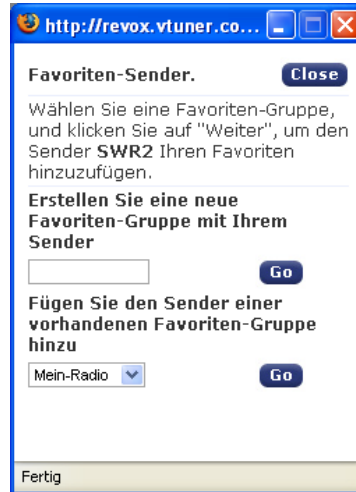 http://revox.vtuner.co...
Favoriten-Sender. Close
Wählen Sie eine Favoriten-Gruppe,
und klicken Sie auf "Weiter", um den
Sender SWR2 Ihren Favoriten
hinzuzufügen.
Erstellen Sie eine neue
Favoriten-Gruppe mit Ihrem
Sender
Go
Fügen Sie den Sender einer
vorhandenen Favoriten-Gruppe
hinzu
Mein-Radio Go
Fertig